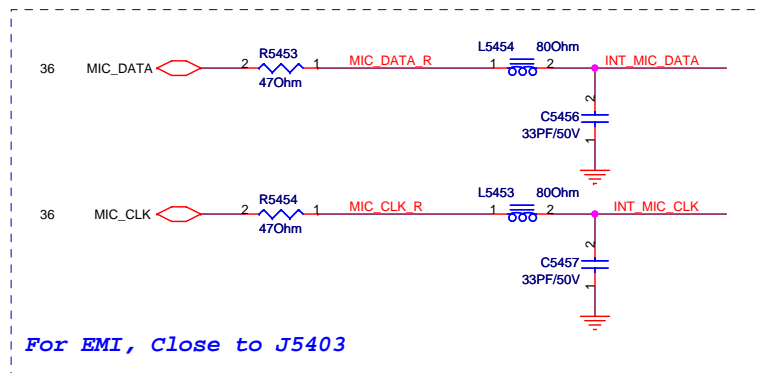 L5454 80Ohm
R5453
36 MIC_DATA 2 1 MIC_DATA_R 1 2 INT_MIC_DATA
47Ohm
2
C5456
33PF/50V
1
L5453 80Ohm
R5454
36 MIC_CLK 2 1 MIC_CLK_R 1 2 INT_MIC_CLK
47Ohm
2
C5457
33PF/50V
1
For EMI, Close to J5403